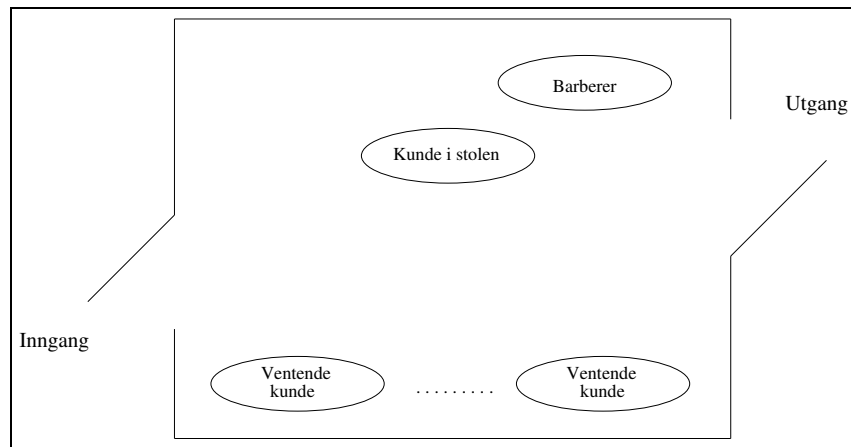 Barberer
Utgang
Kunde i stolen
Inngang
Ventende
kunde
. . . . . . . . .
Ventende
kunde